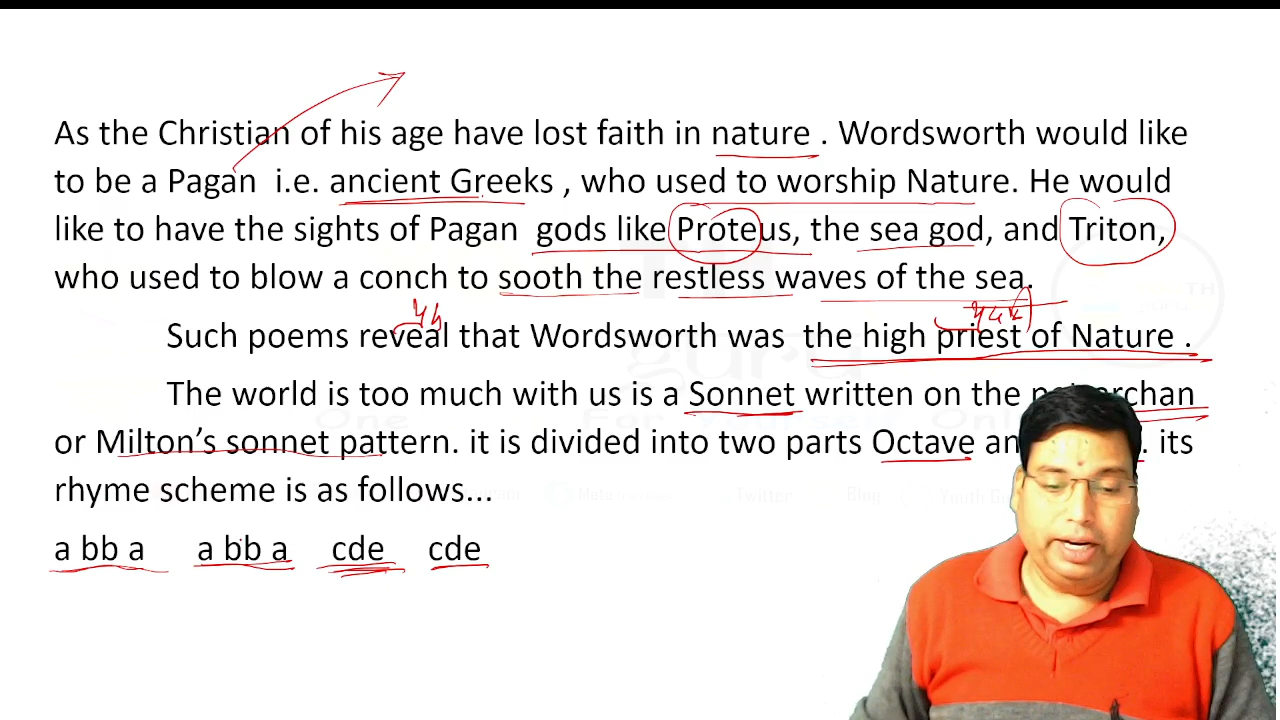 As the Christian of his age have lost faith in nature . Wordsworth would like
to be a Pagan i.e. ancient Greeks , who used to worship Nature. He would
like to have the sights of Pagan gods like Proteus, the sea god, and Triton,
who used to blow a conch to sooth the restless waves of the sea.
Such poems reveal that Wordsworth was the high priest of Nature .
The world is too much with us is a Sonnet written on the
or Milton’s sonnet pattern. it is divided into two parts Octave its
rhyme scheme is as follows...
a bb a a bb a cde cde